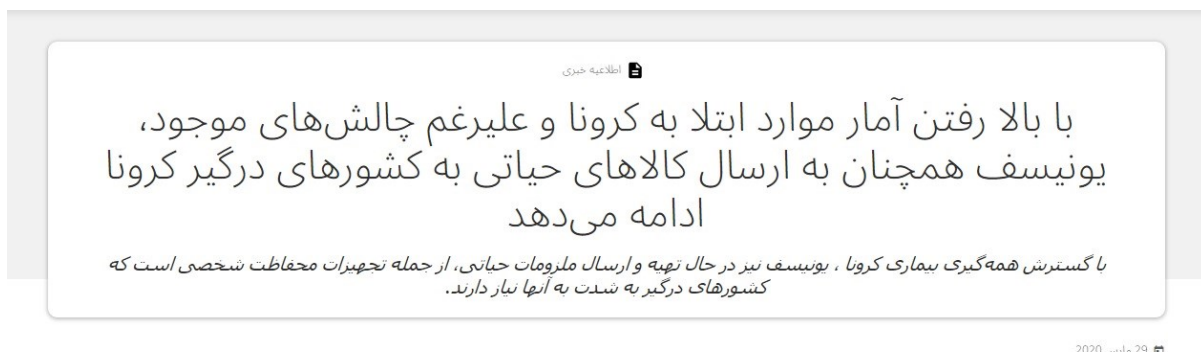 اطلاعیه خبری
با بالا رفتن آمار موارد ابتلا به کرونا و علیرغم چالش‌های موجود،
یونیسف همچنان به ارسال کالاهای حیاتی به کشورهای درگیر کرونا
ادامه می‌دهد
با گسترش همه‌گیری بیماری کرونا ، یونیسف نیز در حال تهیه و ارسال ملزومات حیاتی، از جمله تجهیزات محفاظت شخصی است که
کشورهای درگیر به شدت به آنها نیاز دارند.
29 مارس 2020